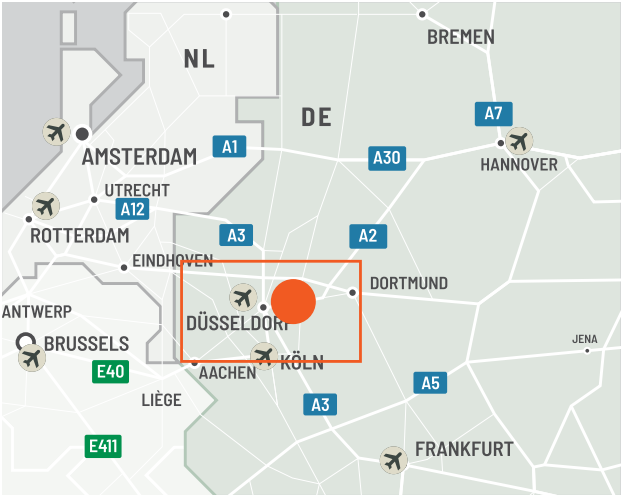 BREMEN
NL
DE
A7
AMSTERDAM
A1
A30
HANNOVER
UTRECHT
A12
ROTTERDAM
A3
A2
EINDHOVEN
DORTMUND
ANTWERP
DÜSSELDORF
BRUSSELS
JENA
KÖLN
AACHEN
E40
A5
LIÈGE
A3
E411
FRANKFURT